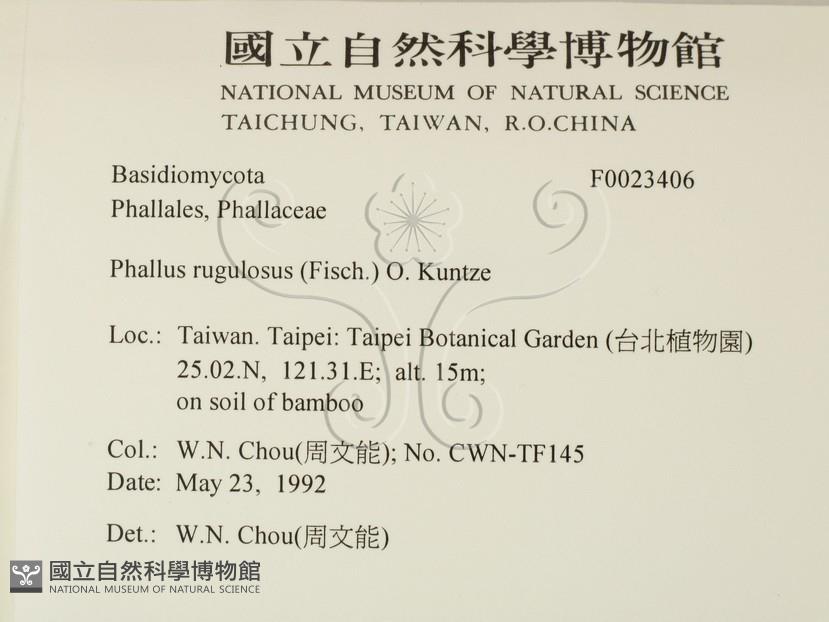 國立自然科學博物館
NATIONAL MUSEUM OF NATURAL SCIENCE
TAICHUNG, TAIWAN, R.O.CHINA
Basidiomycota F0023406
Phallales, Phallaceae
Phallus rugulosus (Fisch.) O. Kuntze
Loc.: Taiwan. Taipei: Taipei Botanical Garden (台北植物園)
25.02.N, 121.31.E; alt. 15m;
on soil of bamboo
Col.: W.N. Chou(周文能); No. CWN-TF145
Date: May 23, 1992
Det.: W.N. Chou(周文能)
國立自然科學博物館
NATIONAL MUSEUM OF NATURAL SCIENCE